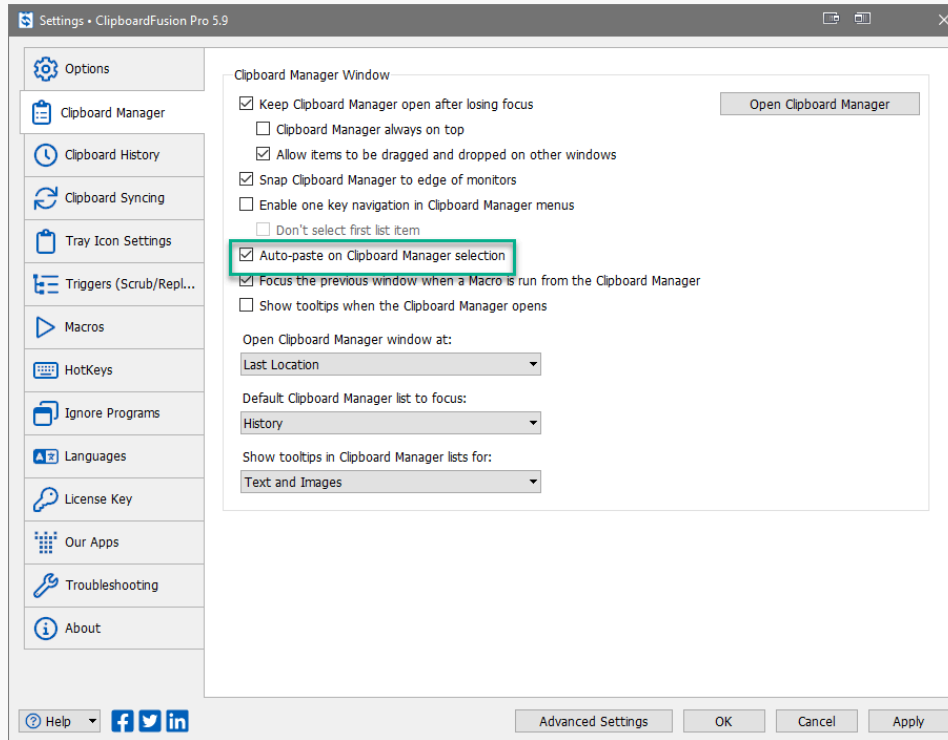 Settings • ClipboardFusion Pro 5.9
Options
Clipboard Manager
Clipboard History
Clipboard Syncing
Tray Icon Settings
Triggers (Scrub/Repl...
Macros
HotKeys
Ignore Programs
Languages
License Key
Our Apps
Troubleshooting
About
Clipboard Manager Window
Keep Clipboard Manager open after losing focus
Open Clipboard Manager
Clipboard Manager always on top
Allow items to be dragged and dropped on other windows
Snap Clipboard Manager to edge of monitors
Enable one key navigation in Clipboard Manager menus
Don't select first list item
Auto-paste on Clipboard Manager selection
Focus the previous window when a Macro is run from the Clipboard Manager
Show tooltips when the Clipboard Manager opens
Open Clipboard Manager window at:
Last Location
Default Clipboard Manager list to focus:
History
Show tooltips in Clipboard Manager lists for:
Text and Images
Help
Advanced Settings
OK
Cancel
Apply